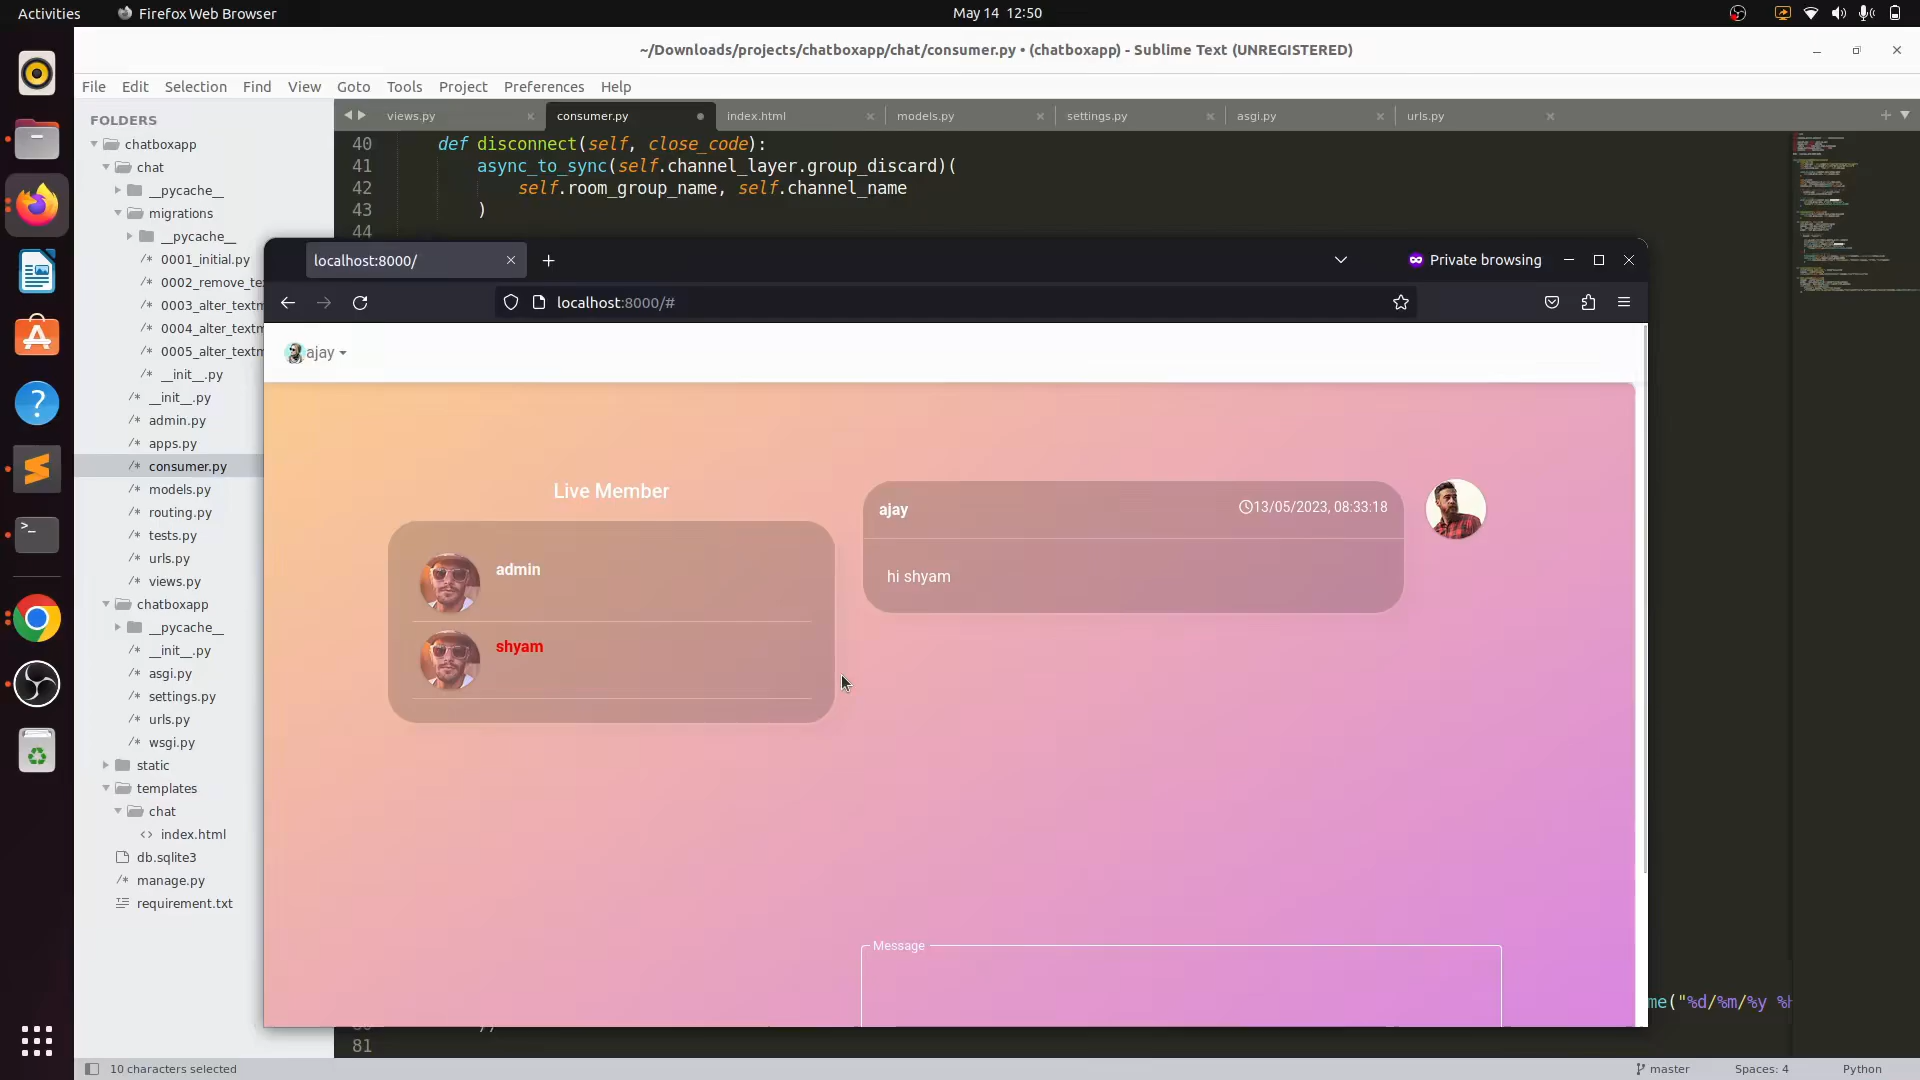 Activities
Firefox Web Browser
May 14 12:50
~/Downloads/projects/chatboxapp/chat/consumer.py • (chatboxapp) - Sublime Text (UNREGISTERED)
File Edit Selection Find View Goto Tools Project Preferences Help
FOLDERS
chatboxapp
chat
__pycache__
migrations
__pycache__
0001_initial.py
0002_remove_te
0003_alter_textm
0004_alter_textm
0005_alter_textm
__init__.py
__init__.py
admin.py
apps.py
consumer.py
models.py
routing.py
tests.py
urls.py
views.py
chatboxapp
__pycache__
__init__.py
asgi.py
settings.py
urls.py
wsgi.py
static
templates
chat
index.html
db.sqlite3
manage.py
requirement.txt
views.py
consumer.py
index.html
models.py
settings.py
asgi.py
urls.py
40 def disconnect(self, close_code):
41 async_to_sync(self.channel_layer.group_discard)(
42 self.room_group_name, self.channel_name
43 )
44
localhost:8000/
Private browsing
localhost:8000/#
ajay
Live Member
admin
shyam
ajay
13/05/2023, 08:33:18
hi shyam
Message
me("%d/%m/%y %
81
10 characters selected
master
Spaces: 4
Python